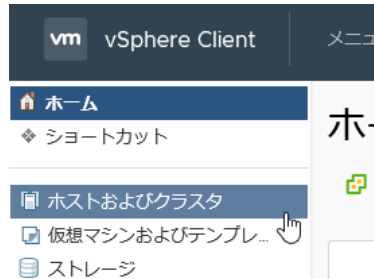 vm vSphere Client メニュ
ホーム
ショートカット
ホ
ホストおよびクラスタ
仮想マシンおよびテンプレ...
ストレージ